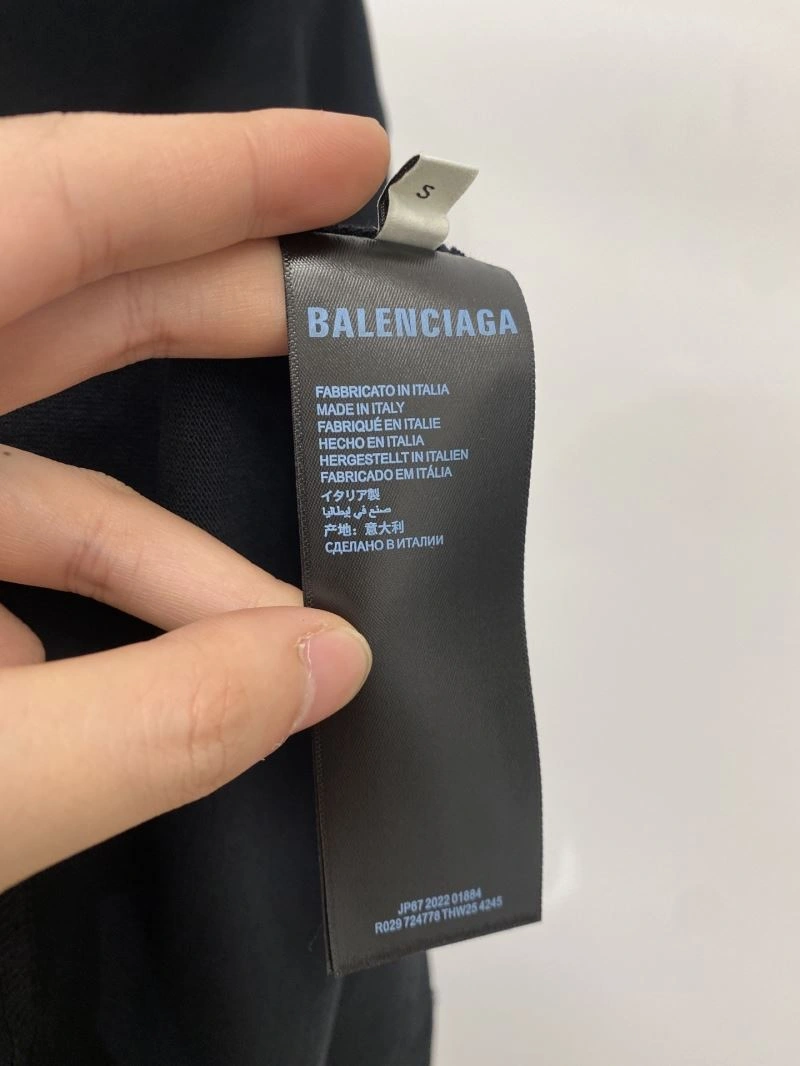 S
BALENCIAGA
FABBRICATO IN ITALIA
MADE IN ITALY
FABRIQUÉ EN ITALIE
HECHO EN ITALIA
HERGESTELLT IN ITALIEN
FABRICADO EM ITÁLIA
イタリア製
صنع في إيطاليا
产地：意大利
СДЕЛАНО В ИТАЛИИ
JP67 2022 01884
R029 724778 THW25 4245